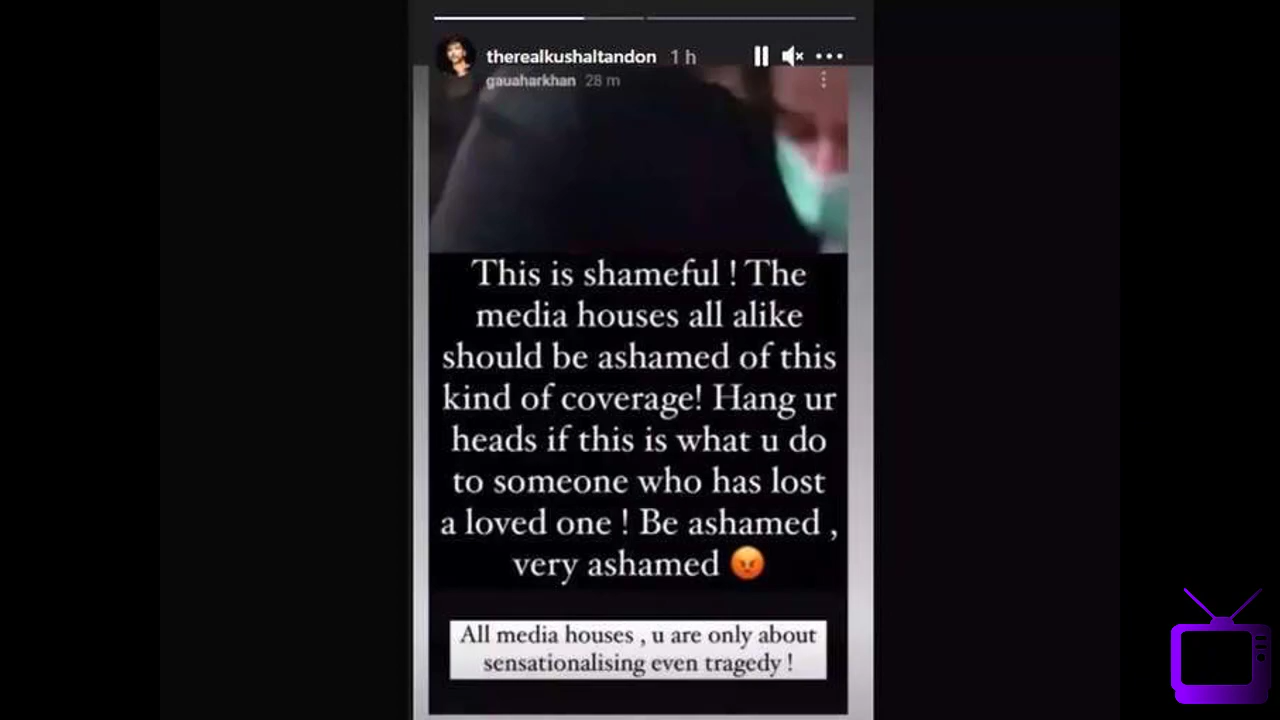 therealkushaltandon 1 h
gauaharkhan 28 m
This is shameful ! The
media houses all alike
should be ashamed of this
kind of coverage! Hang ur
heads if this is what u do
to someone who has lost
a loved one ! Be ashamed ,
very ashamed 😡
All media houses , u are only about
sensationalising even tragedy !